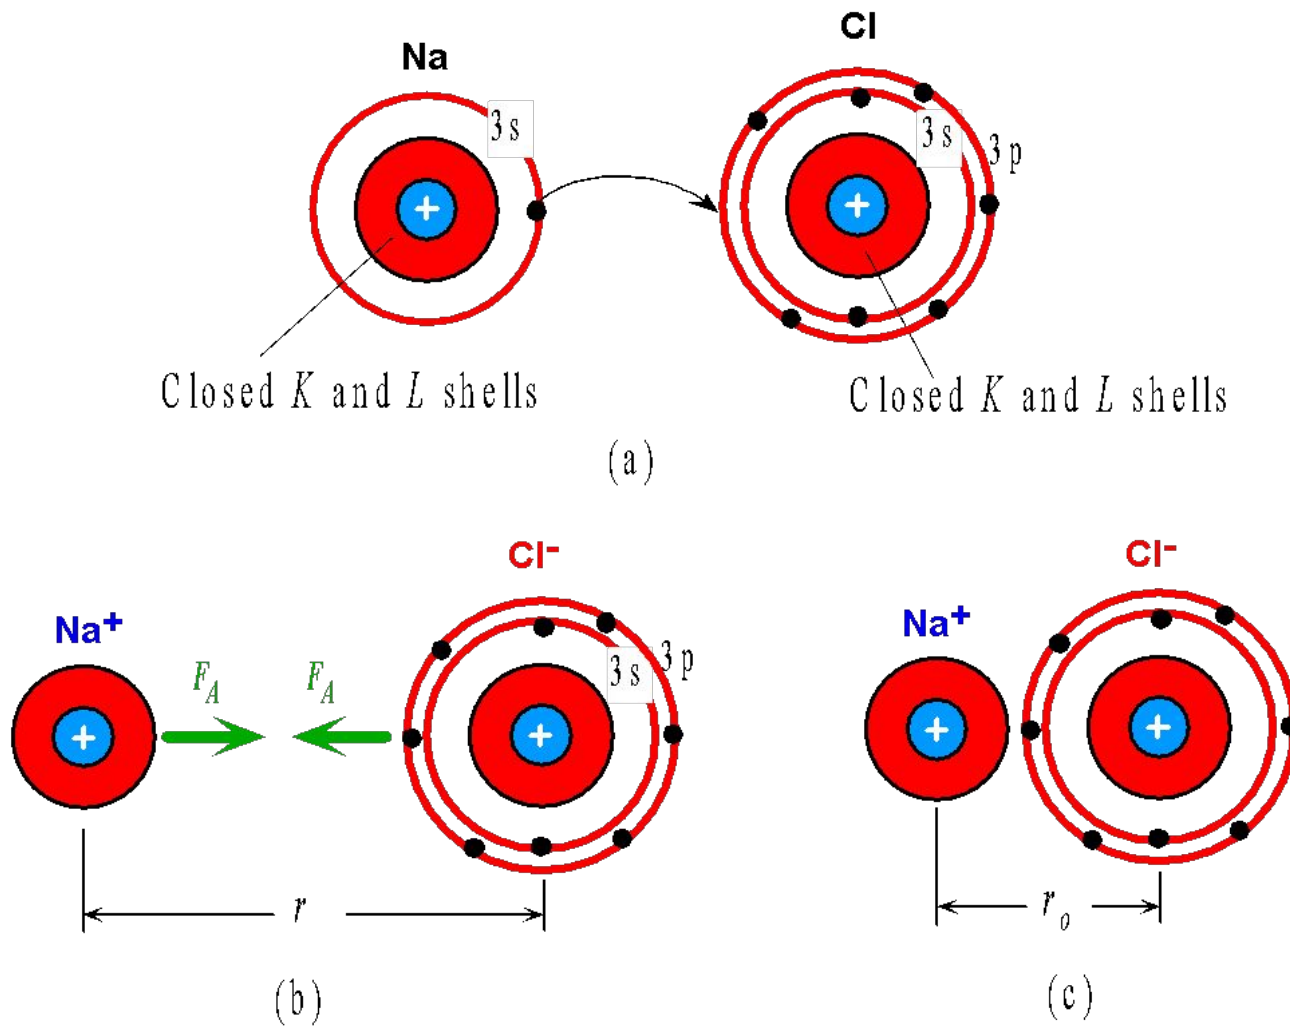 Cl
Na
3s
3s
3p
+
+
Closed K and L shells
Closed K and L shells
(a)
Cl-
Cl-
Na+
Na+
F_A
F_A
3s
3p
+
+
+
+
r
r_o
(b)
(c)